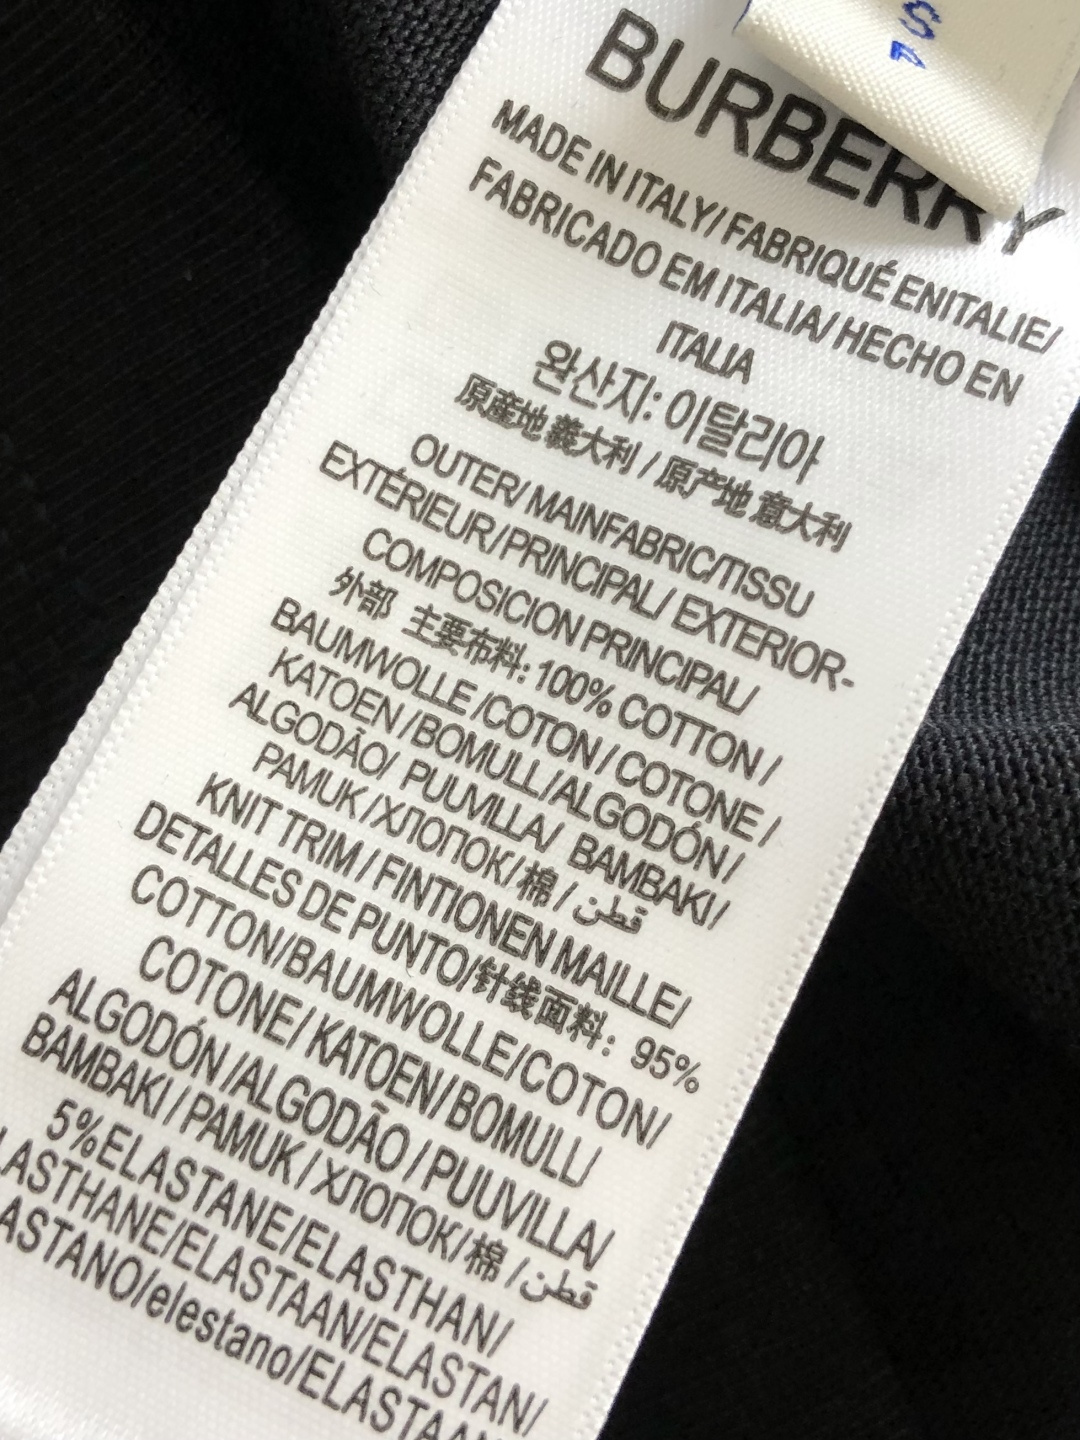 S
BURBERRY
MADE IN ITALY/ FABRIQUÉ ENITALIE/
FABRICADO EM ITALIA/ HECHO EN
ITALIA
완산지: 이탈리아
原産地 義大利 / 原产地 意大利
OUTER/ MAINFABRIC/TISSU
EXTÉRIEUR/PRINCIPAL/ EXTERIOR-
COMPOSICION PRINCIPAL/
外部 主要布料: 100% COTTON /
BAUMWOLLE /COTON / COTONE /
KATOEN /BOMULL/ALGODÓN /
ALGODÃO/ PUUVILLA/ BAMBAKI /
PAMUK /ХЛОПОК/ 棉 / قطن
KNIT TRIM / FINTIONEN MAILLE/
DETALLES DE PUNTO/针线面料: 95%
COTTON/BAUMWOLLE/COTON/
COTONE/ KATOEN/ BOMULL/
ALGODÓN /ALGODÃO / PUUVILLA/
BAMBAKI / PAMUK / ХЛОПОК/ 棉 / قطن
5%ELASTANE/ELASTHAN/
LASTHANE/ELASTAAN/ELASTAN/
ASTANO/elestano/ELASTAAN